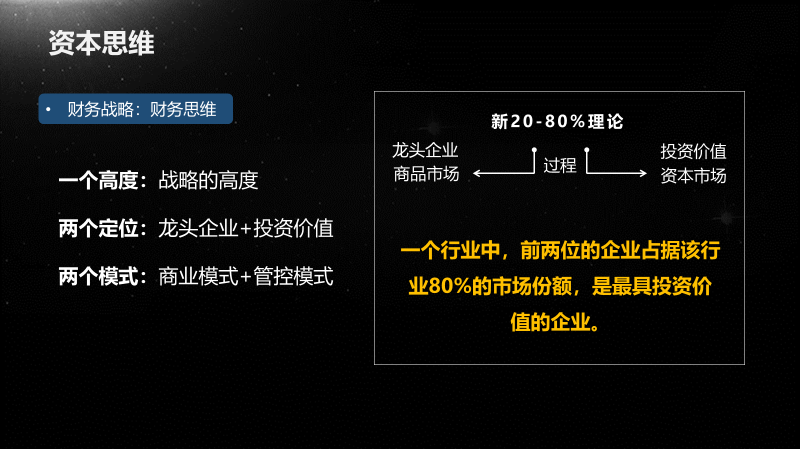 资本思维
• 财务战略：财务思维
一个高度：战略的高度
两个定位：龙头企业+投资价值
两个模式：商业模式+管控模式
新20-80%理论
龙头企业
商品市场
过程
投资价值
资本市场
一个行业中，前两位的企业占据该行
业80%的市场份额，是最具投资价
值的企业。